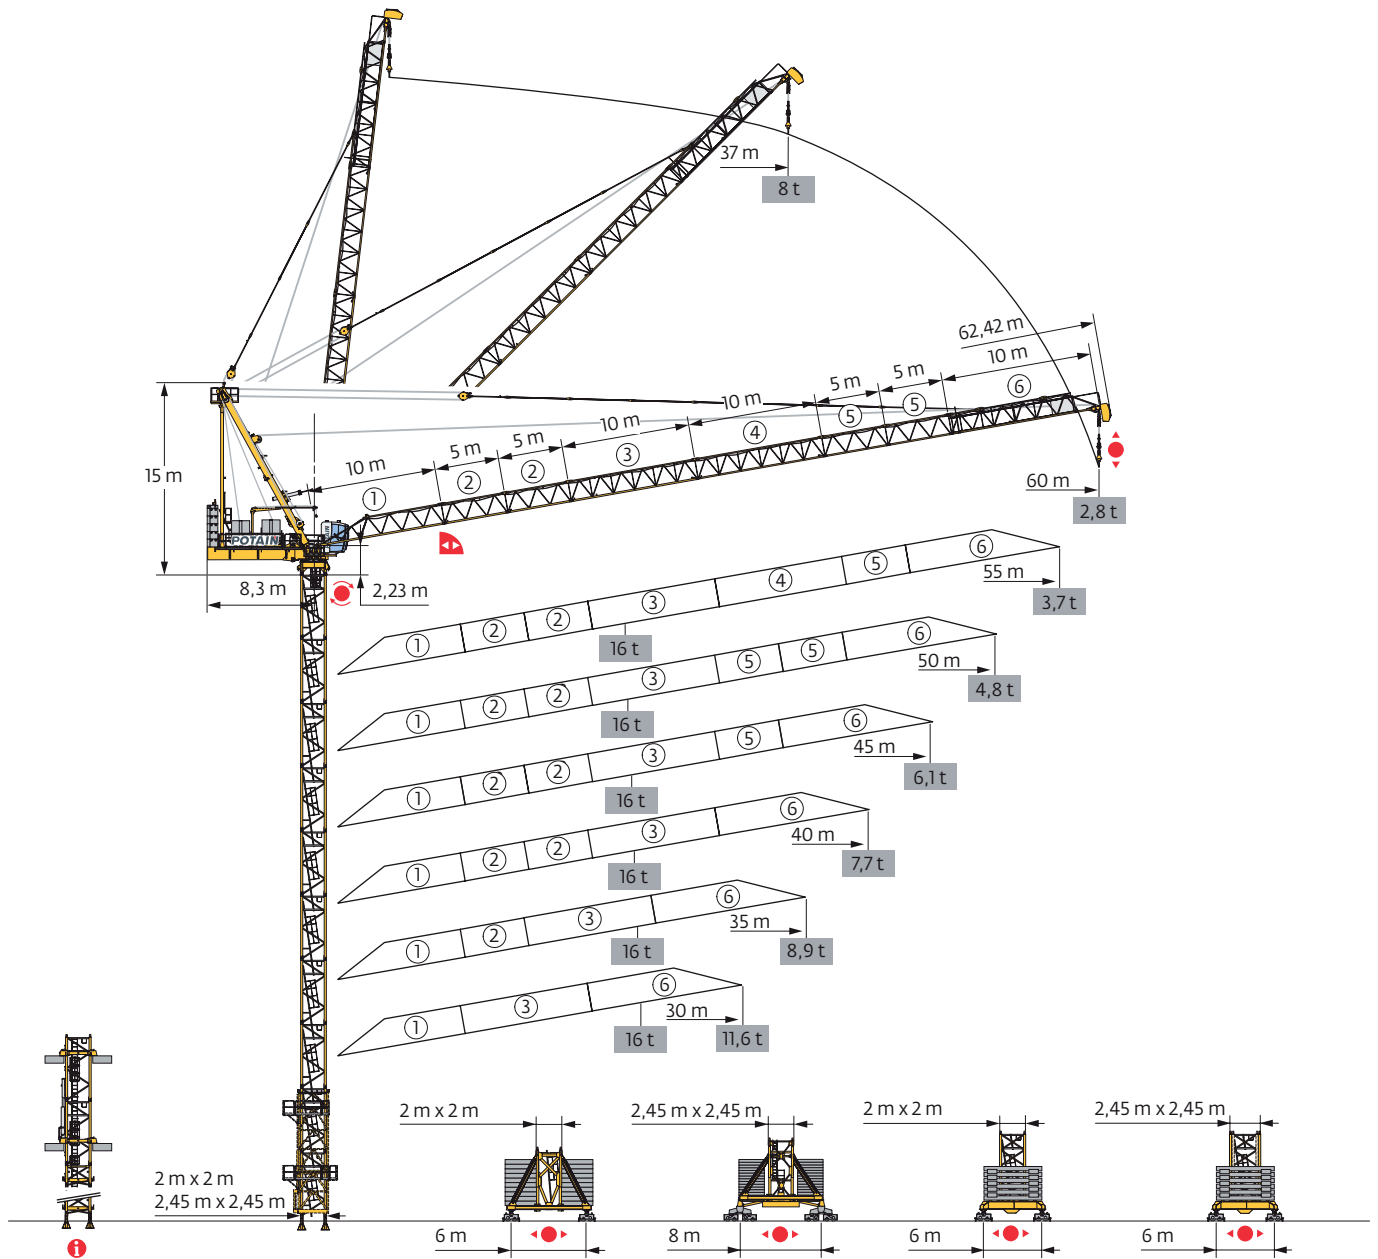 37 m
8 t
62,42 m
10 m
5 m
5 m
⑥
10 m
⑤
⑤
④
10 m
③
5 m
②
5 m
②
10 m
①
15 m
POTAIN
60 m
2,8 t
8,3 m
2,23 m
① ② ② ③ ④ ⑤ ⑥
55 m
3,7 t
16 t
① ② ② ③ ⑤ ⑤ ⑥
50 m
4,8 t
16 t
① ② ② ③ ⑤ ⑥
45 m
6,1 t
16 t
① ② ② ③ ⑥
40 m
7,7 t
16 t
① ② ③ ⑥
35 m
8,9 t
16 t
① ③ ⑥
30 m
16 t
11,6 t
2 m x 2 m
2,45 m x 2,45 m
2 m x 2 m
2,45 m x 2,45 m
2 m x 2 m
2,45 m x 2,45 m
6 m
8 m
6 m
6 m
i